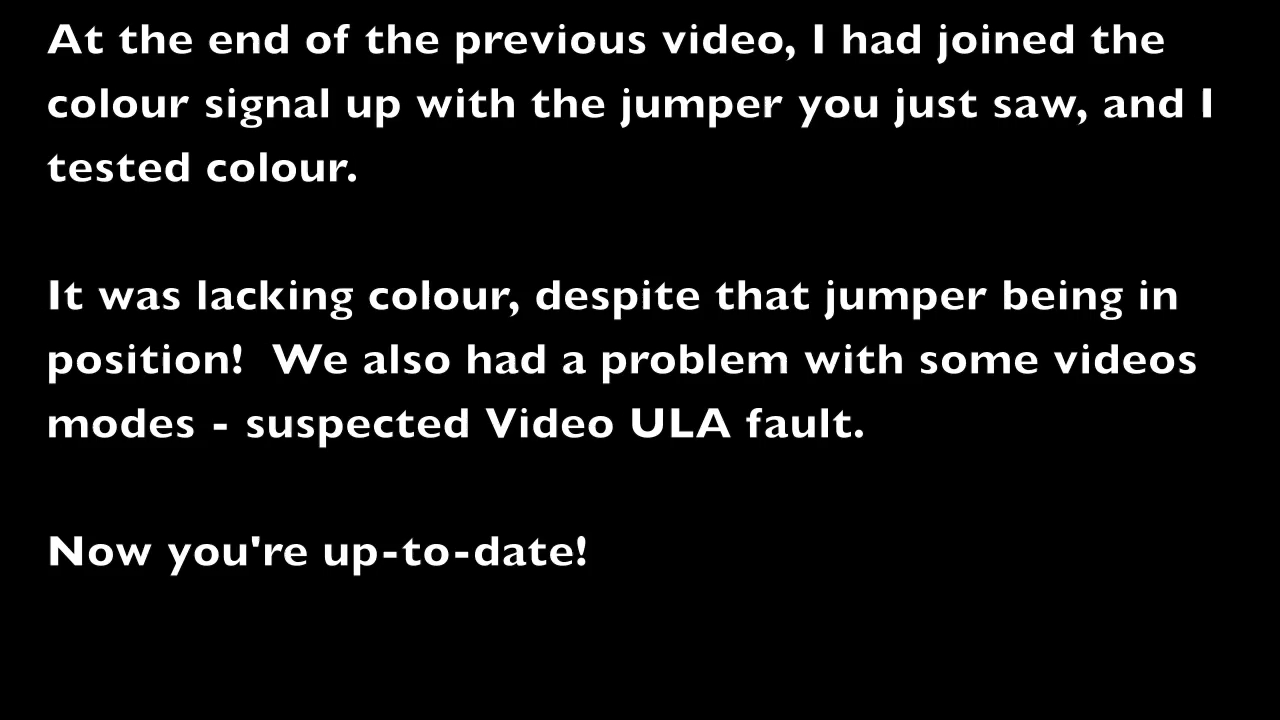 At the end of the previous video, I had joined the
colour signal up with the jumper you just saw, and I
tested colour.
It was lacking colour, despite that jumper being in
position!  We also had a problem with some videos
modes - suspected Video ULA fault.
Now you're up-to-date!